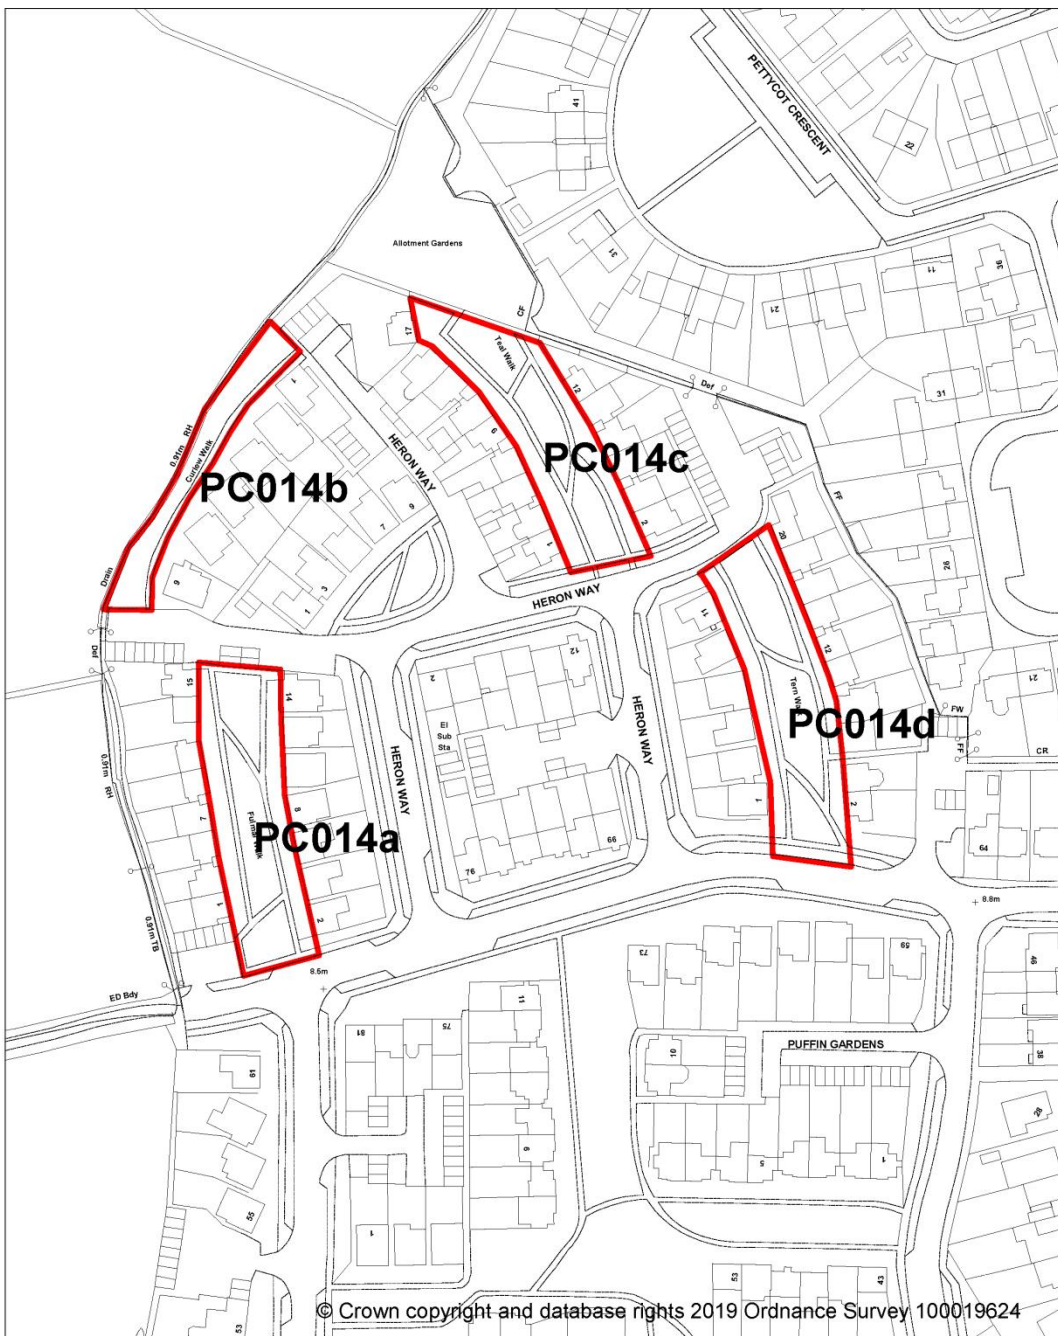 PETTYCOT CRESCENT
41
22
31
Allotment Gardens
11
36
CF
21
17
Teal Walk
Def
31
12
0.91m RH
Curlew Walk
1
HERON WAY
6
PC014c
PC014b
7
9
FF
2
1
20
26
Drain
9
1
3
HERON WAY
11
Def
15
14
2
12
12
Tern Walk
21
PC014d
FW
FF
CR
El
Sub
Sta
HERON WAY
HERON WAY
0.91m RH
7
8
1
2
Fulmar Walk
PC014a
66
76
64
1
2
0.91m TB
8.8m
8.5m
ED Bdy
73
59
46
11
75
81
PUFFIN GARDENS
10
38
61
28
9
5
1
55
1
53
43
53
© Crown copyright and database rights 2019 Ordnance Survey 100019624